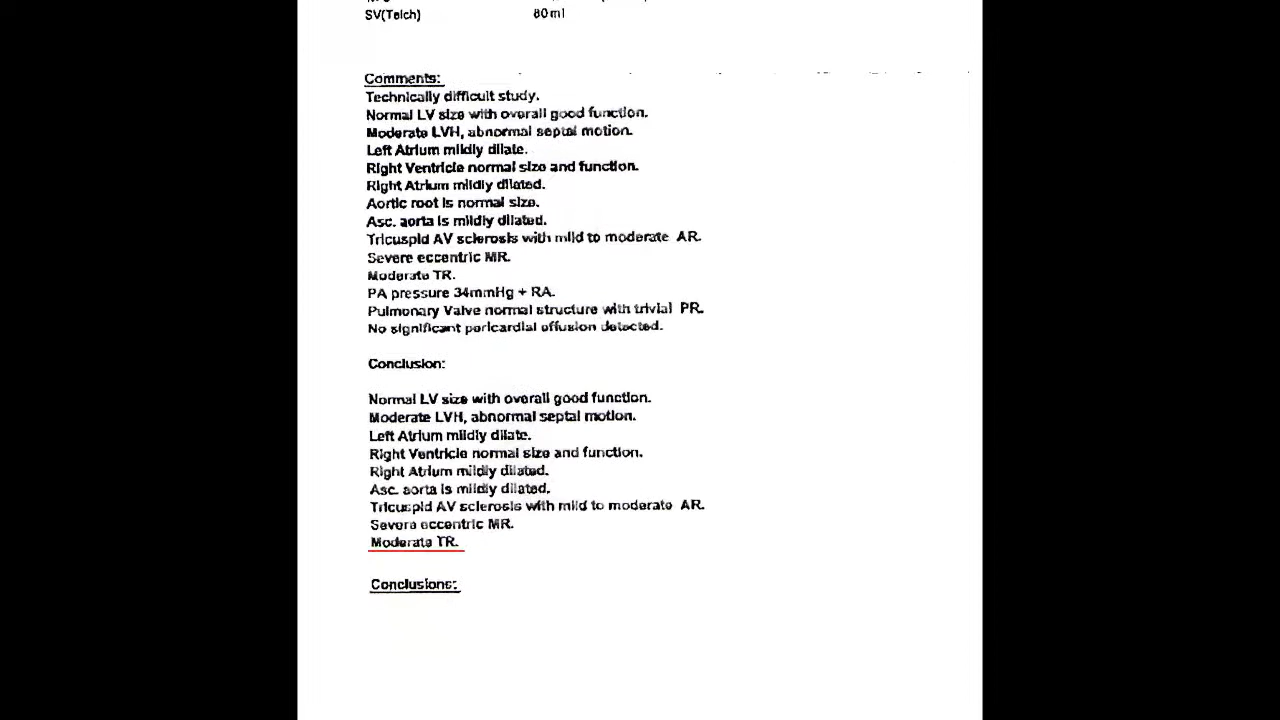 SV(Teich) 80ml
Comments:
Technically difficult study.
Normal LV size with overall good function.
Moderate LVH, abnormal septal motion.
Left Atrium mildly dilate.
Right Ventricle normal size and function.
Right Atrium mildly dilated.
Aortic root is normal size.
Asc. aorta is mildly dilated.
Tricuspid AV sclerosis with mild to moderate AR.
Severe eccentric MR.
Moderate TR.
PA pressure 34mmHg + RA.
Pulmonary Valve normal structure with trivial PR.
No significant pericardial effusion detected.
Conclusion:
Normal LV size with overall good function.
Moderate LVH, abnormal septal motion.
Left Atrium mildly dilate.
Right Ventricle normal size and function.
Right Atrium mildly dilated.
Asc. aorta is mildly dilated.
Tricuspid AV sclerosis with mild to moderate AR.
Severe eccentric MR.
Moderate TR.
Conclusions: